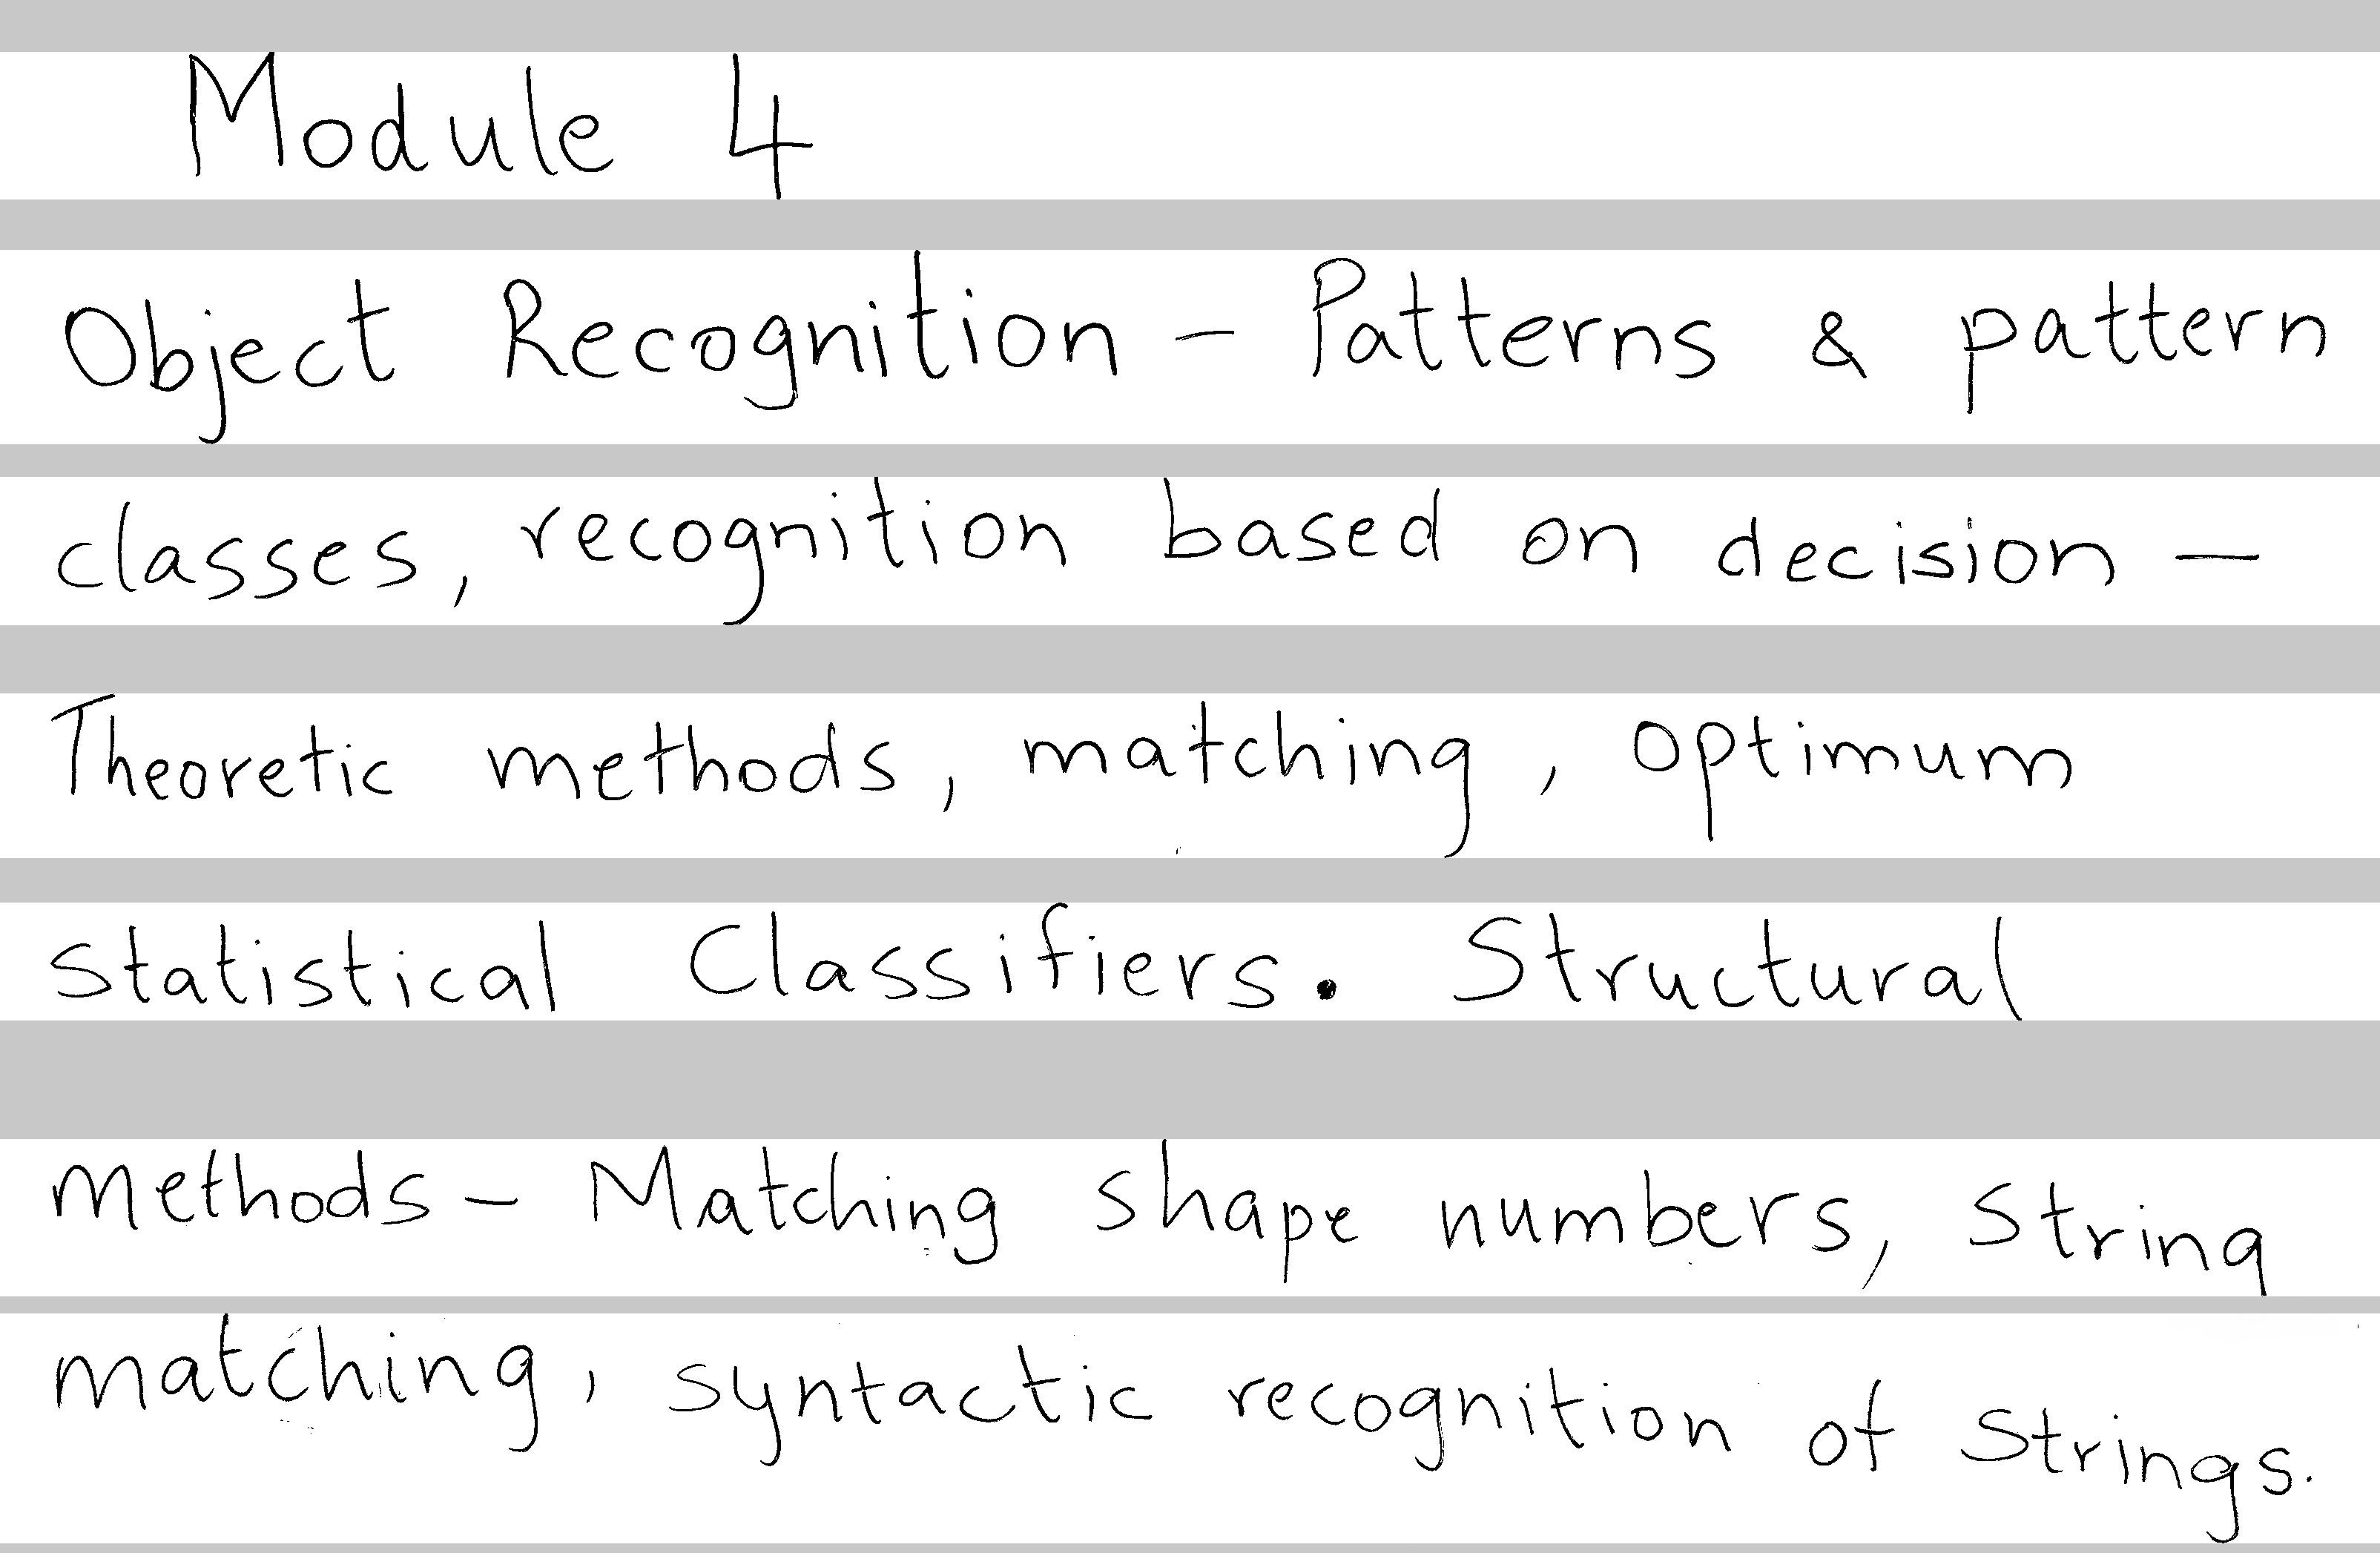 Module 4
Object Recognition - Patterns & pattern
classes, recognition based on decision -
Theoretic methods, matching, optimum
Statistical Classifiers. Structural
methods - Matching shape numbers, String
matching, syntactic recognition of strings.